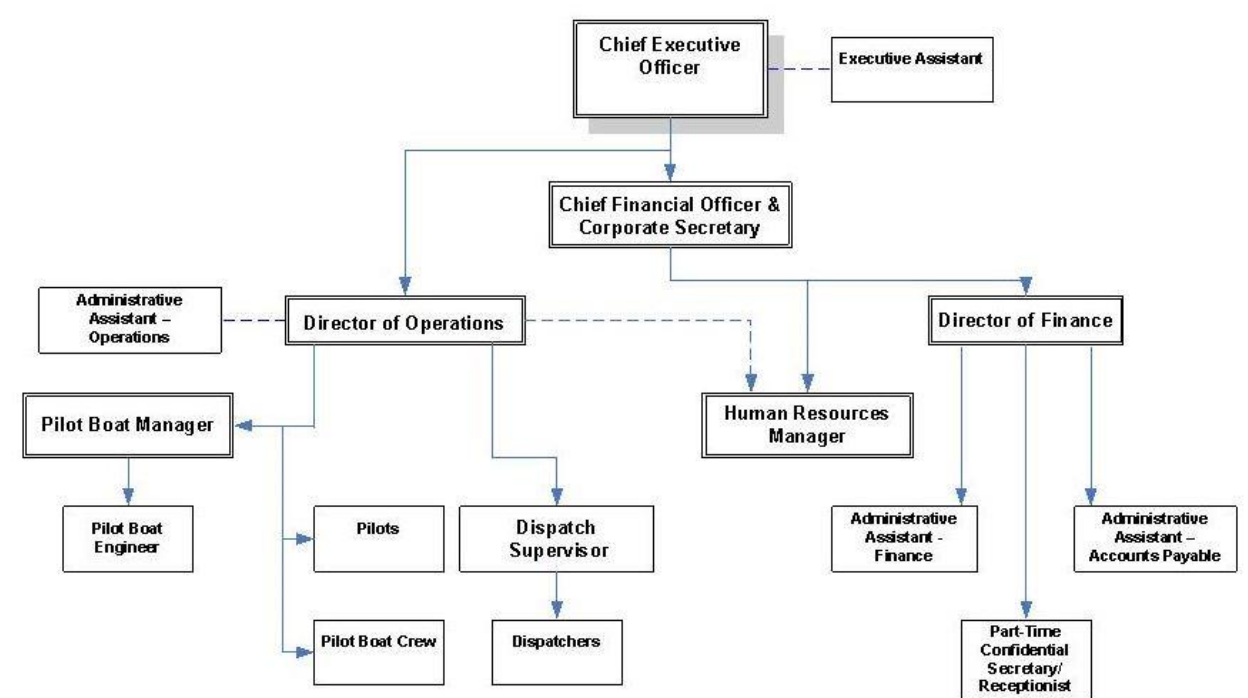 Chief Executive
Officer
Executive Assistant
Chief Financial Officer &
Corporate Secretary
Administrative
Assistant –
Operations
Director of Operations
Director of Finance
Pilot Boat Manager
Human Resources
Manager
Pilot Boat
Engineer
Pilots
Dispatch
Supervisor
Administrative
Assistant -
Finance
Administrative
Assistant –
Accounts Payable
Pilot Boat Crew
Dispatchers
Part-Time
Confidential
Secretary/
Receptionist